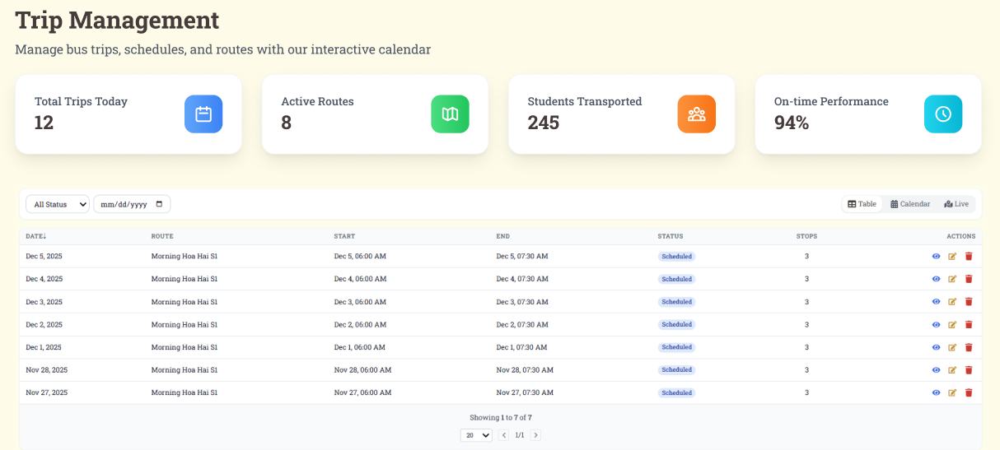 Trip Management
Manage bus trips, schedules, and routes with our interactive calendar
Total Trips Today
12
Active Routes
8
Students Transported
245
On-time Performance
94%
All Status mm/dd/yyyy Table Calendar Live
DATE↓ ROUTE START END STATUS STOPS ACTIONS
Dec 5, 2025 Morning Hoa Hai S1 Dec 5, 06:00 AM Dec 5, 07:30 AM Scheduled 3
Dec 4, 2025 Morning Hoa Hai S1 Dec 4, 06:00 AM Dec 4, 07:30 AM Scheduled 3
Dec 3, 2025 Morning Hoa Hai S1 Dec 3, 06:00 AM Dec 3, 07:30 AM Scheduled 3
Dec 2, 2025 Morning Hoa Hai S1 Dec 2, 06:00 AM Dec 2, 07:30 AM Scheduled 3
Dec 1, 2025 Morning Hoa Hai S1 Dec 1, 06:00 AM Dec 1, 07:30 AM Scheduled 3
Nov 28, 2025 Morning Hoa Hai S1 Nov 28, 06:00 AM Nov 28, 07:30 AM Scheduled 3
Nov 27, 2025 Morning Hoa Hai S1 Nov 27, 06:00 AM Nov 27, 07:30 AM Scheduled 3
Showing 1 to 7 of 7
20 1/1